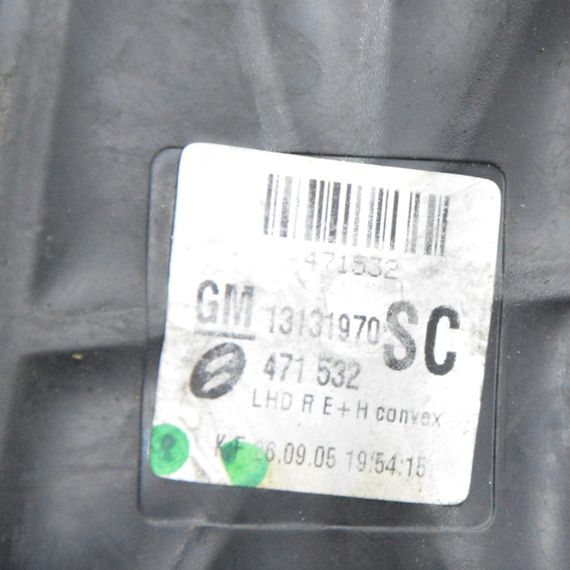 471532
GM 13131970 SC
471 532
LHD R E+H convex
K F 26.09.05 19:54:15